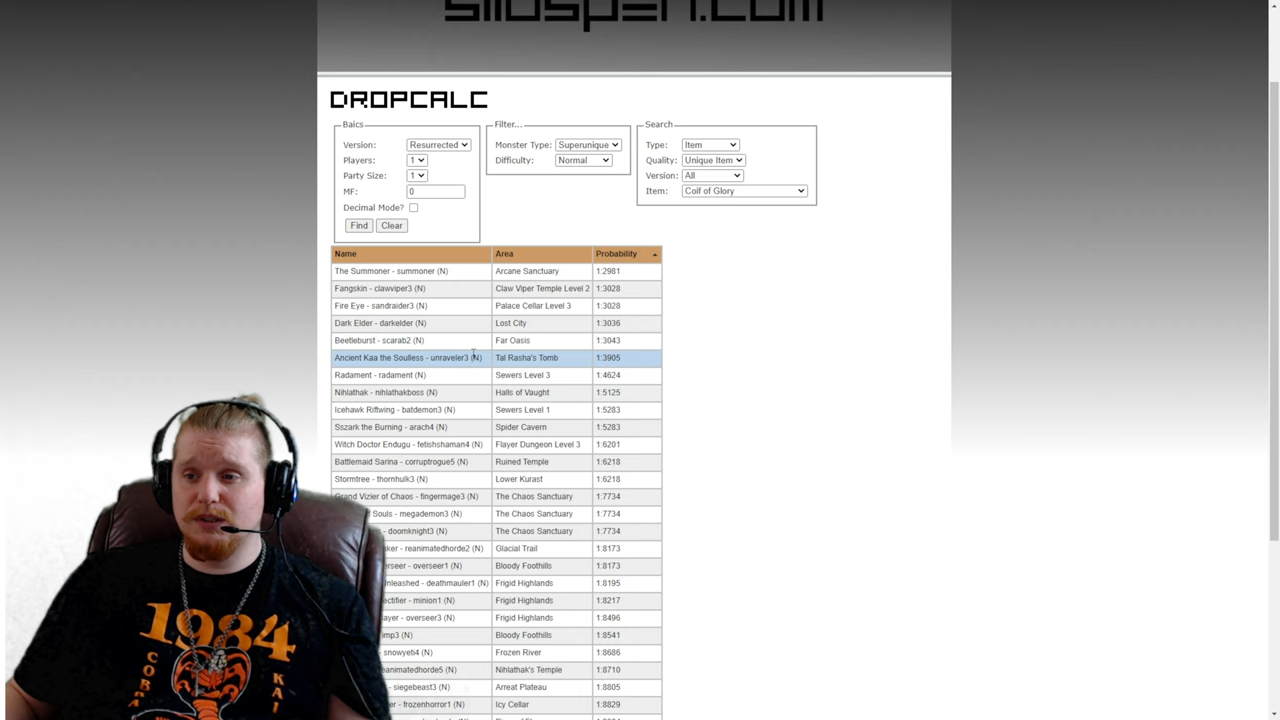 silospen.com
DROPCALC
Baics
Version: Resurrected
Players: 1
Party Size: 1
MF: 0
Decimal Mode?
Find Clear
Filter...
Monster Type: Superunique
Difficulty: Normal
Search
Type: Item
Quality: Unique Item
Version: All
Item: Coif of Glory
Name Area Probability
The Summoner - summoner (N) Arcane Sanctuary 1:2981
Fangskin - clawviper3 (N) Claw Viper Temple Level 2 1:3028
Fire Eye - sandraider3 (N) Palace Cellar Level 3 1:3028
Dark Elder - darkelder (N) Lost City 1:3036
Beetleburst - scarab2 (N) Far Oasis 1:3043
Ancient Kaa the Soulless - unraveler3 (N) Tal Rasha's Tomb 1:3905
Radament - radament (N) Sewers Level 3 1:4624
Nihlathak - nihlathakboss (N) Halls of Vaught 1:5125
Icehawk Riftwing - batdemon3 (N) Sewers Level 1 1:5283
Sszark the Burning - arach4 (N) Spider Cavern 1:5283
Witch Doctor Endugu - fetishshaman4 (N) Flayer Dungeon Level 3 1:6201
Battlemaid Sarina - corruptrogue5 (N) Ruined Temple 1:6218
Stormtree - thornhulk3 (N) Lower Kurast 1:6218
Grand Vizier of Chaos - fingermage3 (N) The Chaos Sanctuary 1:7734
Souls - megademon3 (N) The Chaos Sanctuary 1:7734
- doomknight3 (N) The Chaos Sanctuary 1:7734
ker - reanimatedhorde2 (N) Glacial Trail 1:8173
erseer - overseer1 (N) Bloody Foothills 1:8173
nleashed - deathmauler1 (N) Frigid Highlands 1:8195
ectifier - minion1 (N) Frigid Highlands 1:8217
layer - overseer3 (N) Frigid Highlands 1:8496
imp3 (N) Bloody Foothills 1:8541
- snowyeti4 (N) Frozen River 1:8686
reanimatedhorde5 (N) Nihlathak's Temple 1:8710
- siegebeast3 (N) Arreat Plateau 1:8805
er - frozenhorror1 (N) Icy Cellar 1:8829
1984
COBRA
KAI